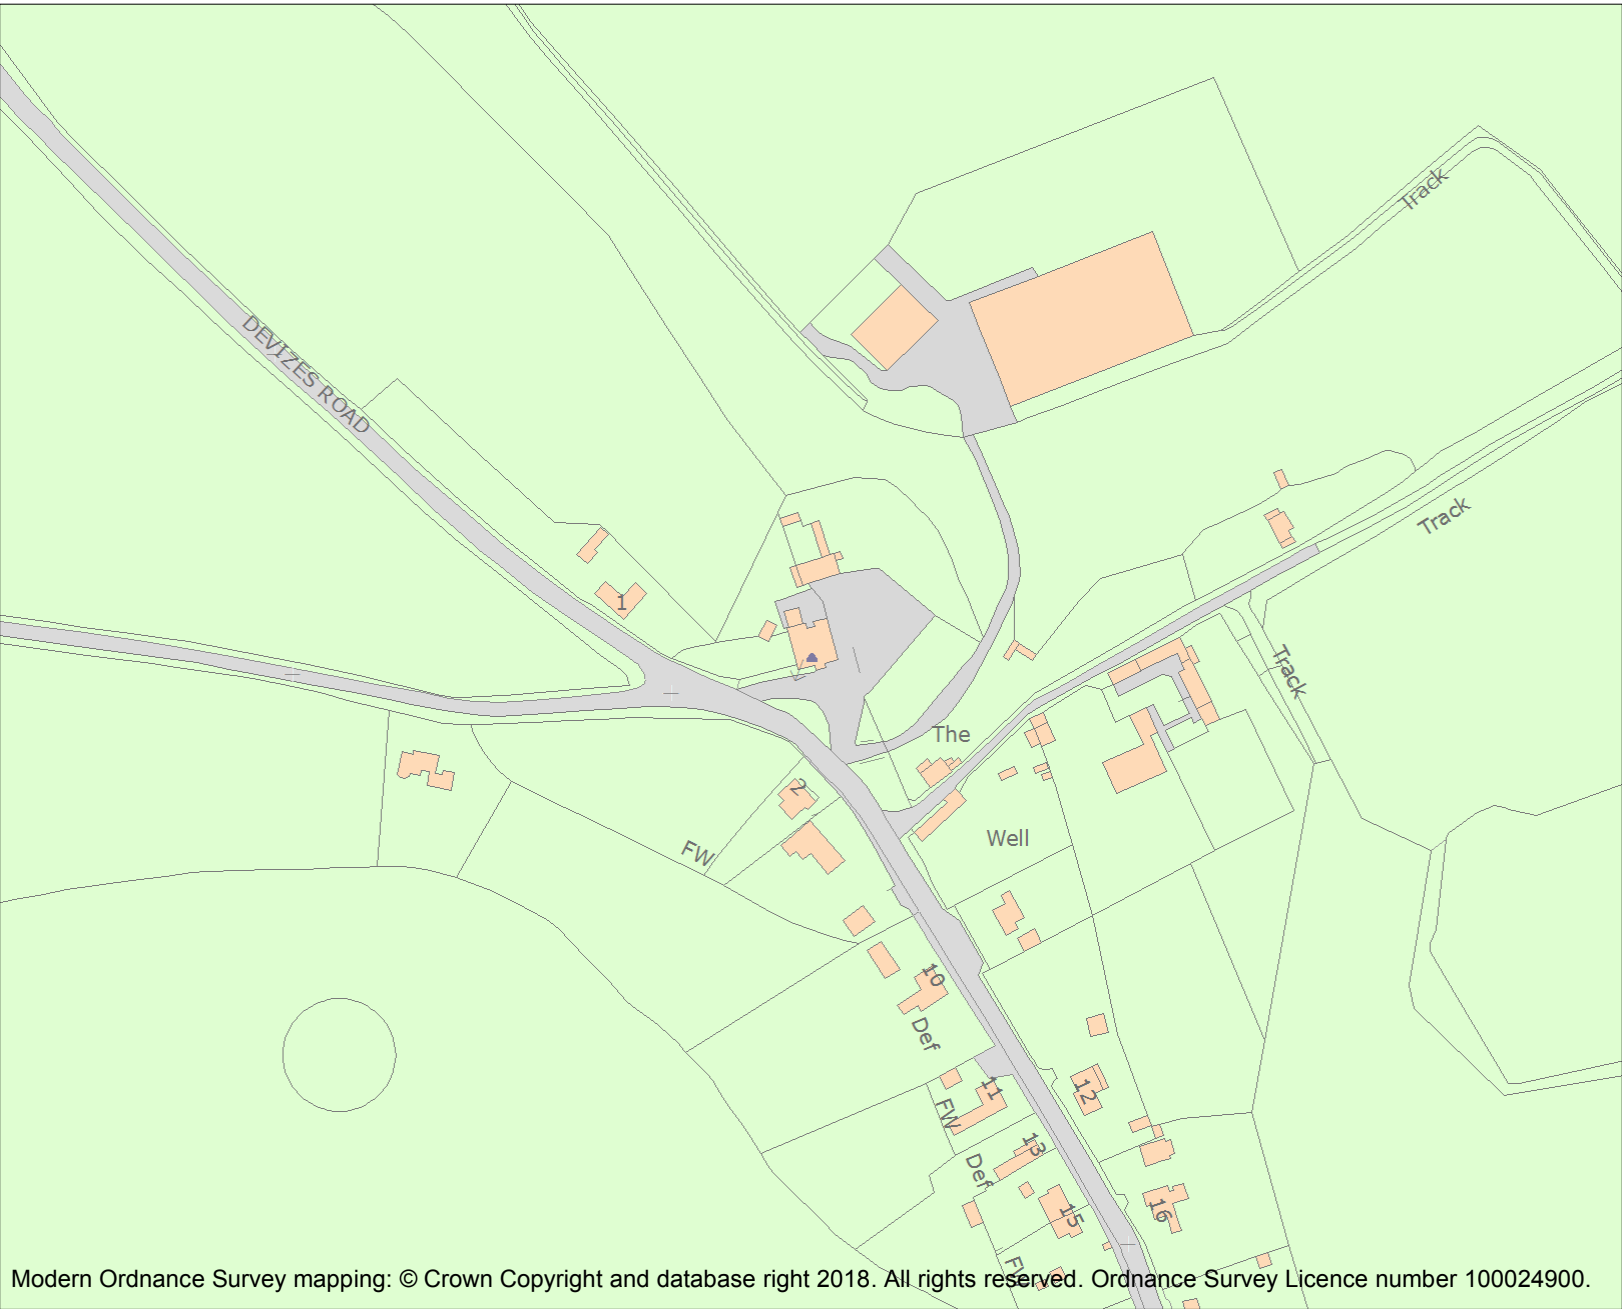 Track
DEVIZES ROAD
Track
1
Track
The
2
Well
FW
10
Def
11
12
FW
13
Def
15
16
FW
Modern Ordnance Survey mapping: © Crown Copyright and database right 2018. All rights reserved. Ordnance Survey Licence number 100024900.